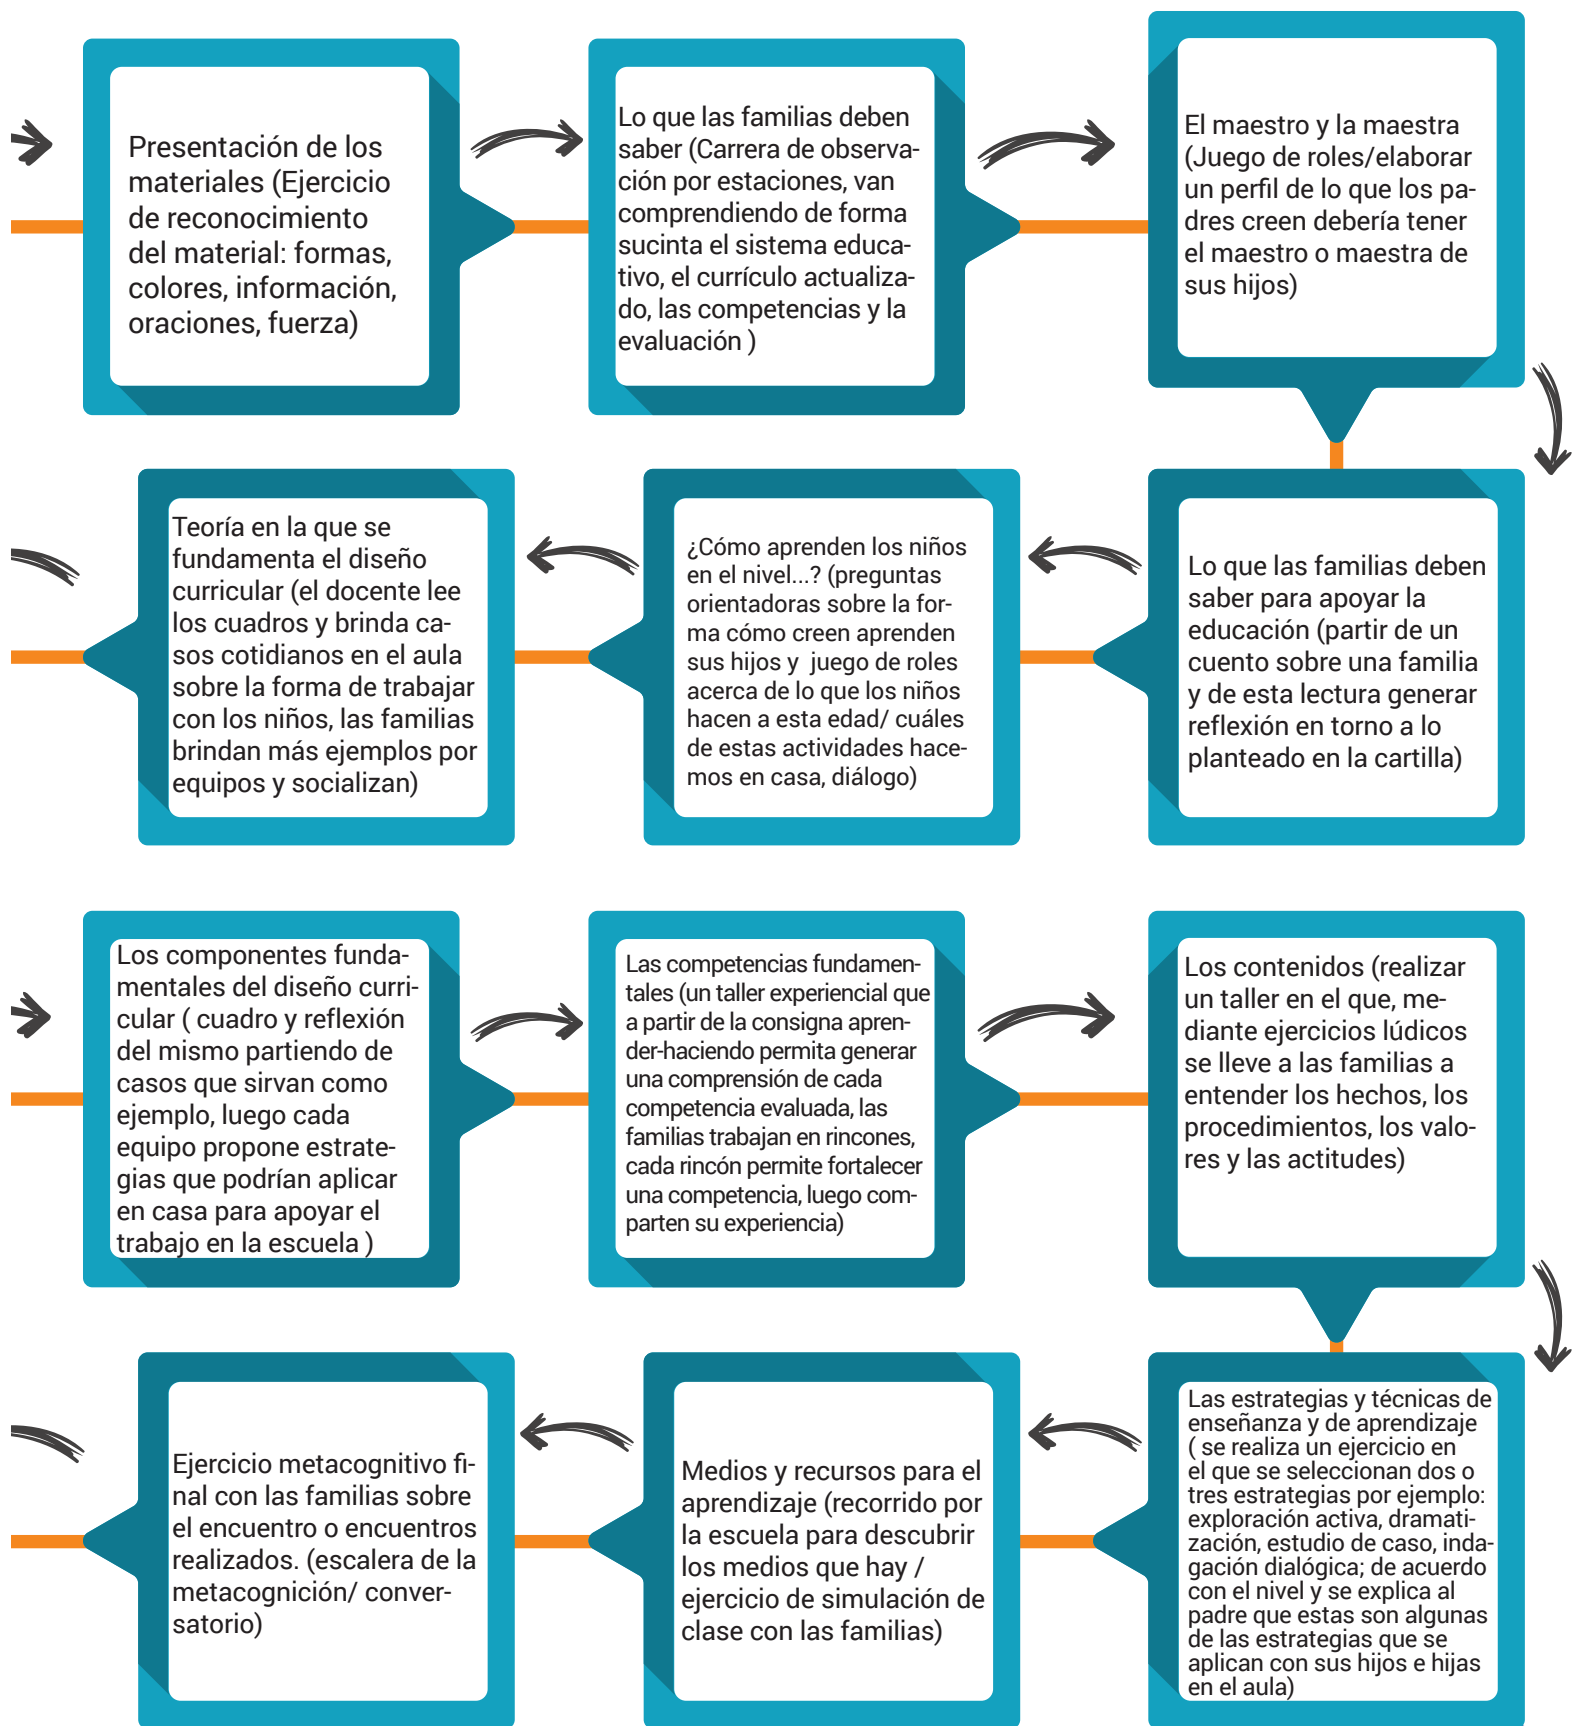 Presentación de los
materiales (Ejercicio
de reconocimiento
del material: formas,
colores, información,
oraciones, fuerza)
Lo que las familias deben
saber (Carrera de observa-
ción por estaciones, van
comprendiendo de forma
sucinta el sistema educa-
tivo, el currículo actualiza-
do, las competencias y la
evaluación )
El maestro y la maestra
(Juego de roles/elaborar
un perfil de lo que los pa-
dres creen debería tener
el maestro o maestra de
sus hijos)
Lo que las familias deben
saber para apoyar la
educación (partir de un
cuento sobre una familia
y de esta lectura generar
reflexión en torno a lo
planteado en la cartilla)
¿Cómo aprenden los niños
en el nivel...? (preguntas
orientadoras sobre la for-
ma cómo creen aprenden
sus hijos y juego de roles
acerca de lo que los niños
hacen a esta edad/ cuáles
de estas actividades hace-
mos en casa, diálogo)
Teoría en la que se
fundamenta el diseño
curricular (el docente lee
los cuadros y brinda ca-
sos cotidianos en el aula
sobre la forma de trabajar
con los niños, las familias
brindan más ejemplos por
equipos y socializan)
Los componentes funda-
mentales del diseño curri-
cular ( cuadro y reflexión
del mismo partiendo de
casos que sirvan como
ejemplo, luego cada
equipo propone estrate-
gias que podrían aplicar
en casa para apoyar el
trabajo en la escuela )
Las competencias fundamen-
tales (un taller experiencial que
a partir de la consigna apren-
der-haciendo permita generar
una comprensión de cada
competencia evaluada, las
familias trabajan en rincones,
cada rincón permite fortalecer
una competencia, luego com-
parten su experiencia)
Los contenidos (realizar
un taller en el que, me-
diante ejercicios lúdicos
se lleve a las familias a
entender los hechos, los
procedimientos, los valo-
res y las actitudes)
Las estrategias y técnicas de
enseñanza y de aprendizaje
( se realiza un ejercicio en
el que se seleccionan dos o
tres estrategias por ejemplo:
exploración activa, dramati-
zación, estudio de caso, inda-
gación dialógica; de acuerdo
con el nivel y se explica al
padre que estas son algunas
de las estrategias que se
aplican con sus hijos e hijas
en el aula)
Medios y recursos para el
aprendizaje (recorrido por
la escuela para descubrir
los medios que hay /
ejercicio de simulación de
clase con las familias)
Ejercicio metacognitivo fi-
nal con las familias sobre
el encuentro o encuentros
realizados. (escalera de la
metacognición/ conver-
satorio)